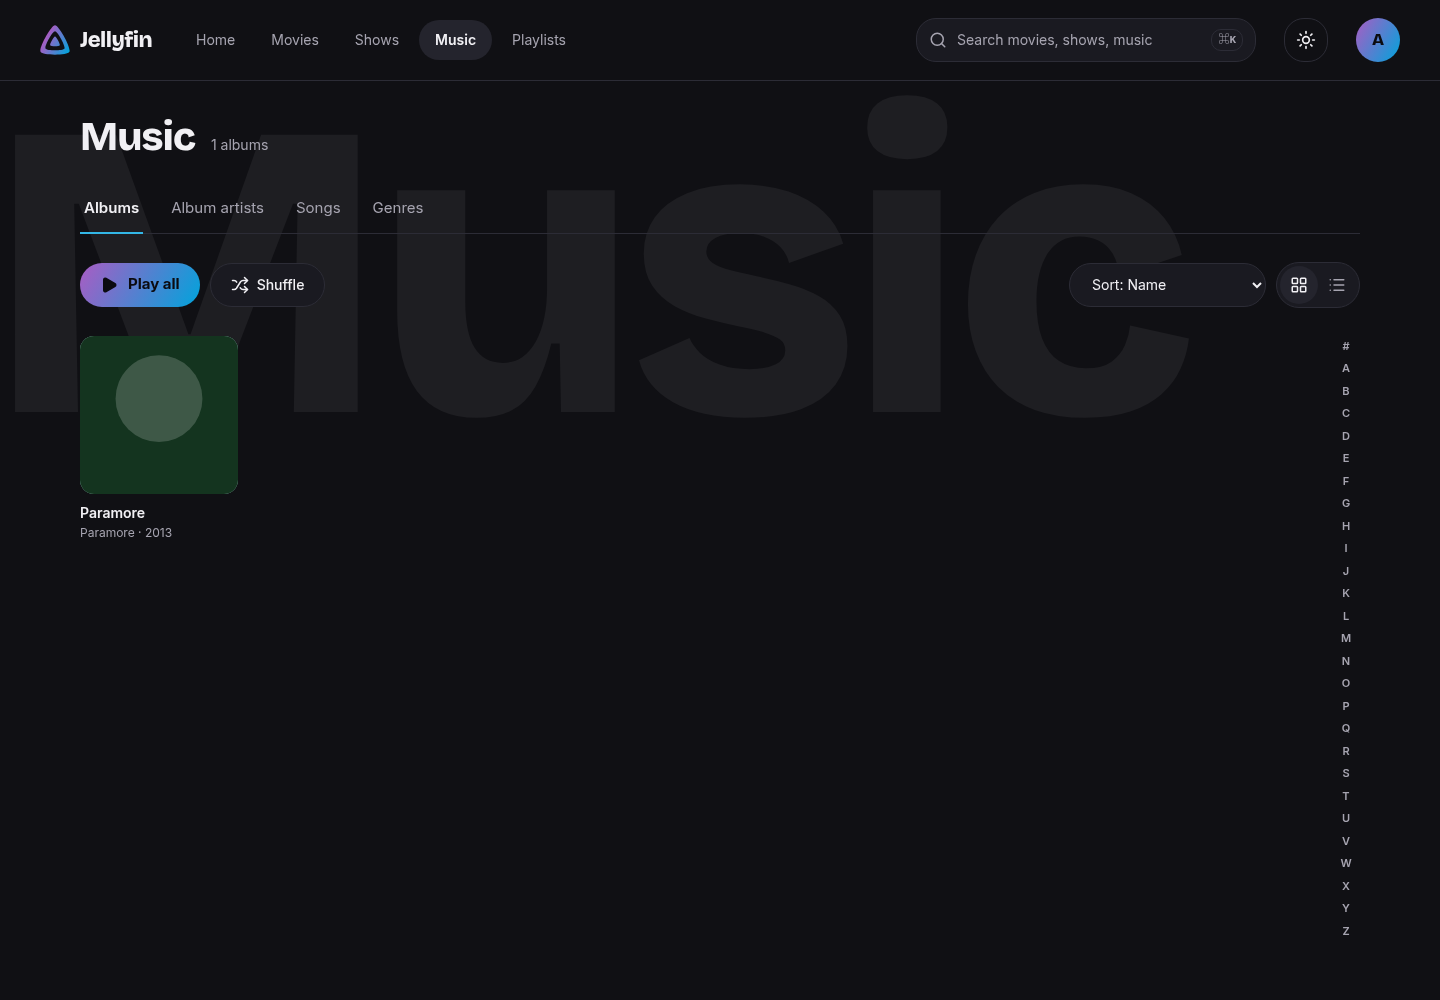 Jellyfin
Home Movies Shows Music Playlists
Search movies, shows, music ⌘K
A
Music
Music 1 albums
Albums Album artists Songs Genres
Play all Shuffle
Sort: Name
Paramore
Paramore · 2013
#
A
B
C
D
E
F
G
H
I
J
K
L
M
N
O
P
Q
R
S
T
U
V
W
X
Y
Z